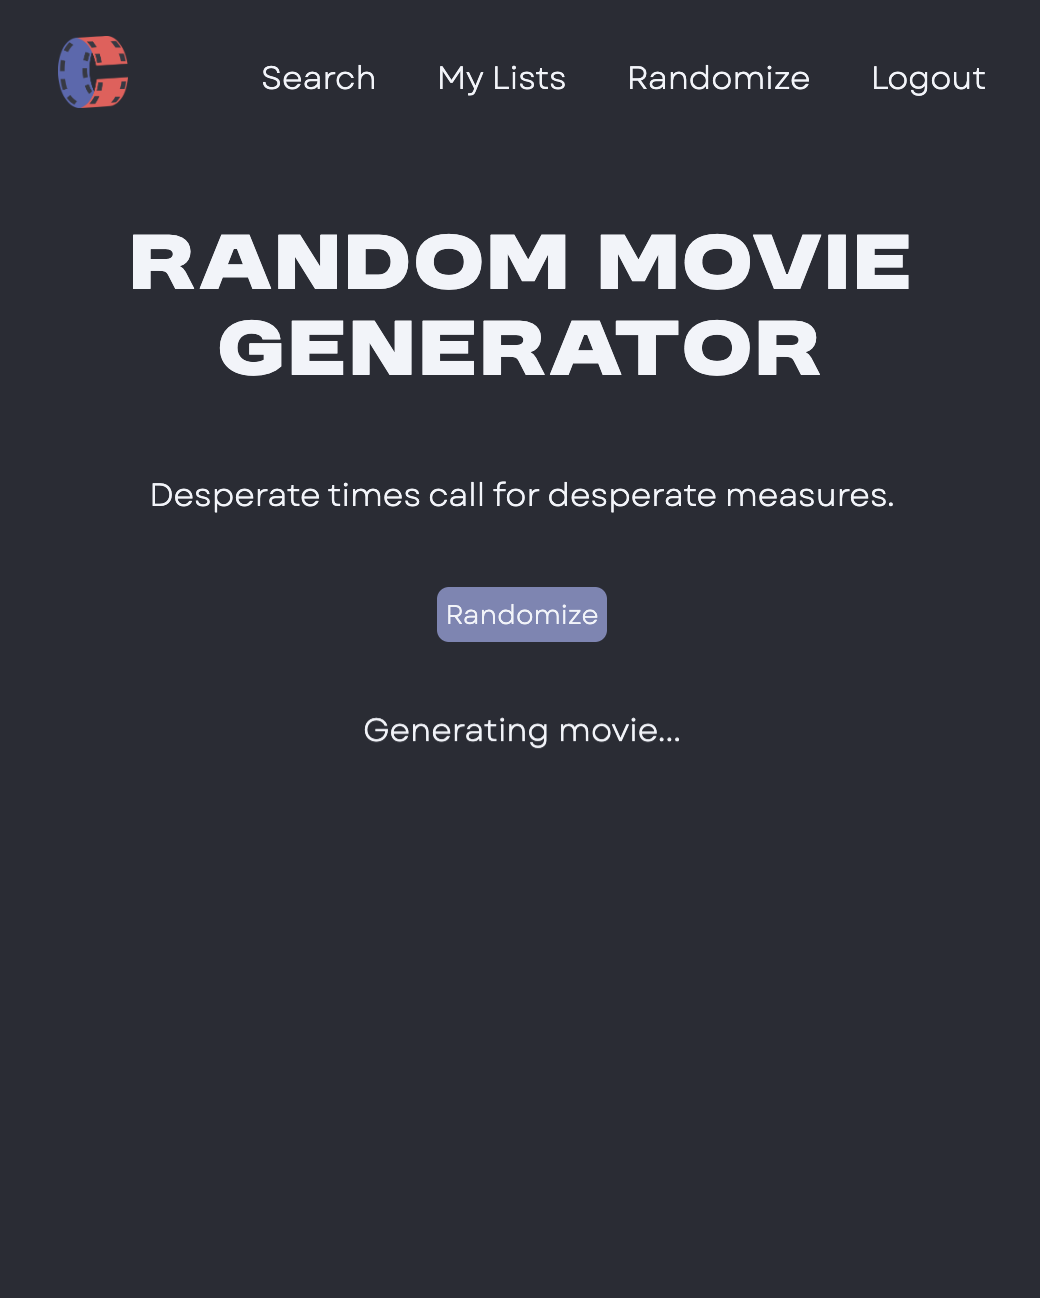 Search My Lists Randomize Logout
RANDOM MOVIE
GENERATOR
Desperate times call for desperate measures.
Randomize
Generating movie...